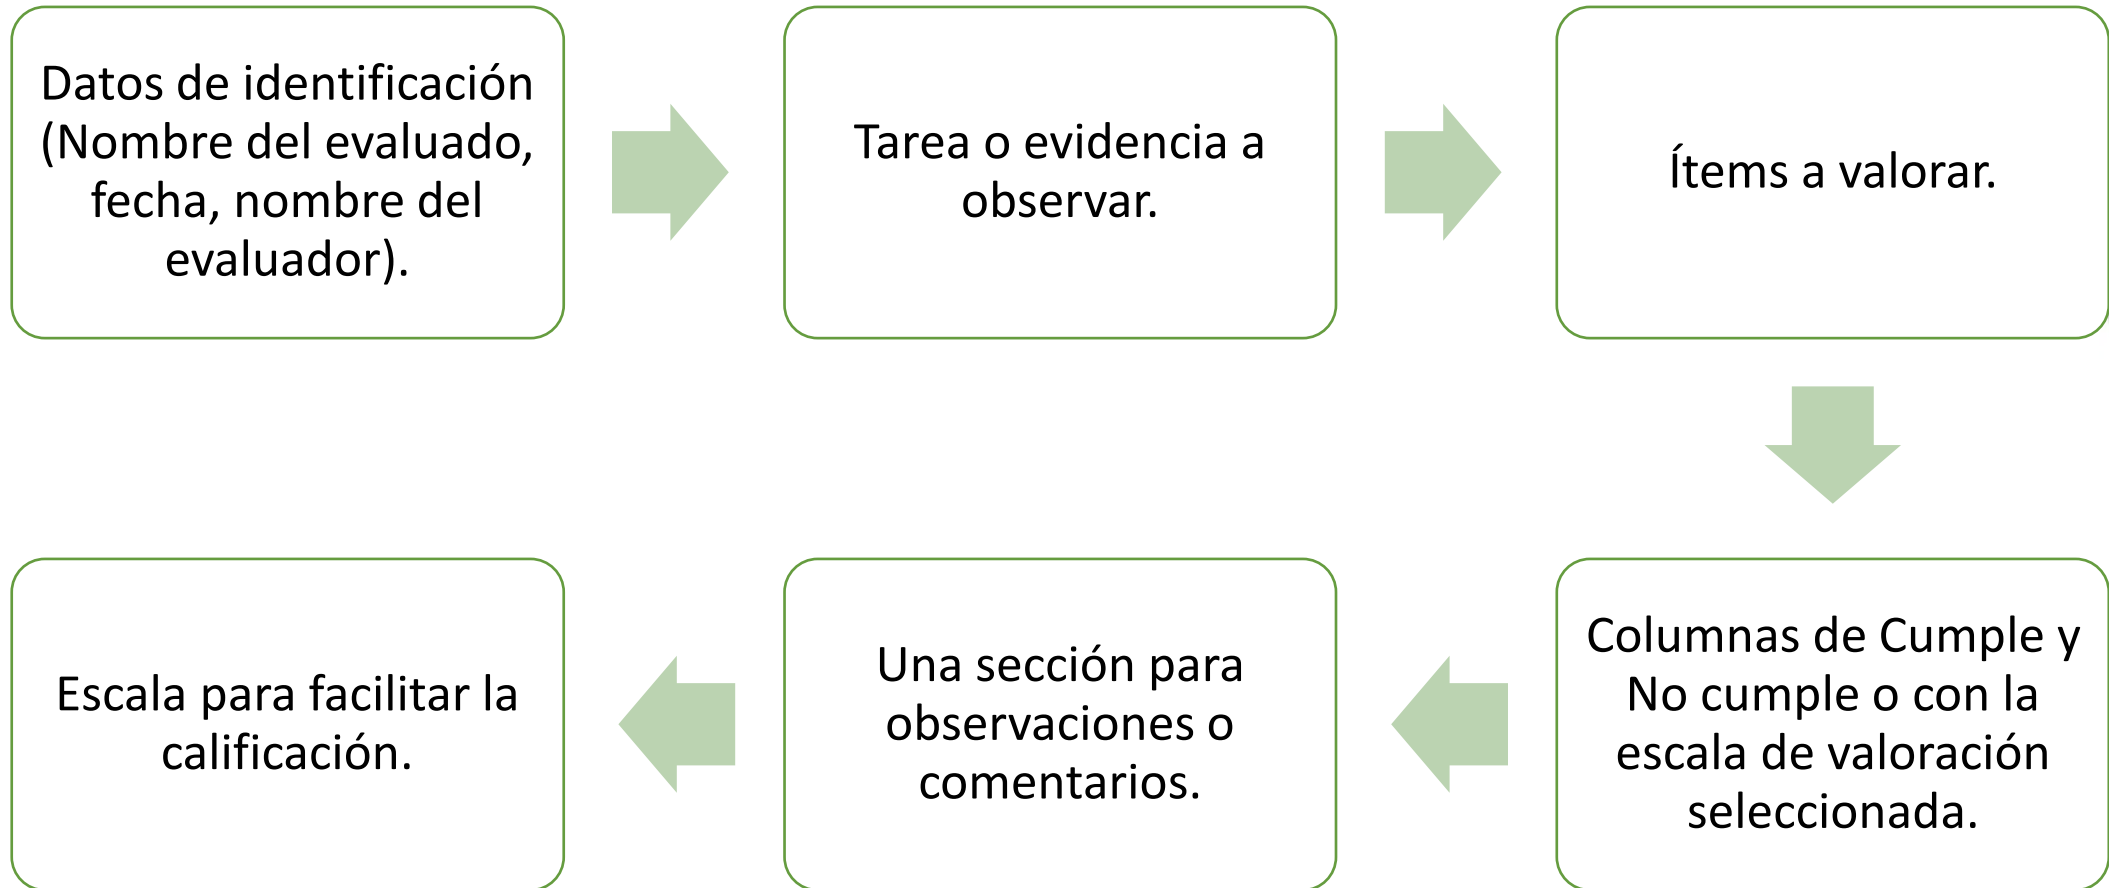 Datos de identificación
(Nombre del evaluado,
fecha, nombre del
evaluador).
Tarea o evidencia a
observar.
Ítems a valorar.
Columnas de Cumple y
No cumple o con la
escala de valoración
seleccionada.
Una sección para
observaciones o
comentarios.
Escala para facilitar la
calificación.